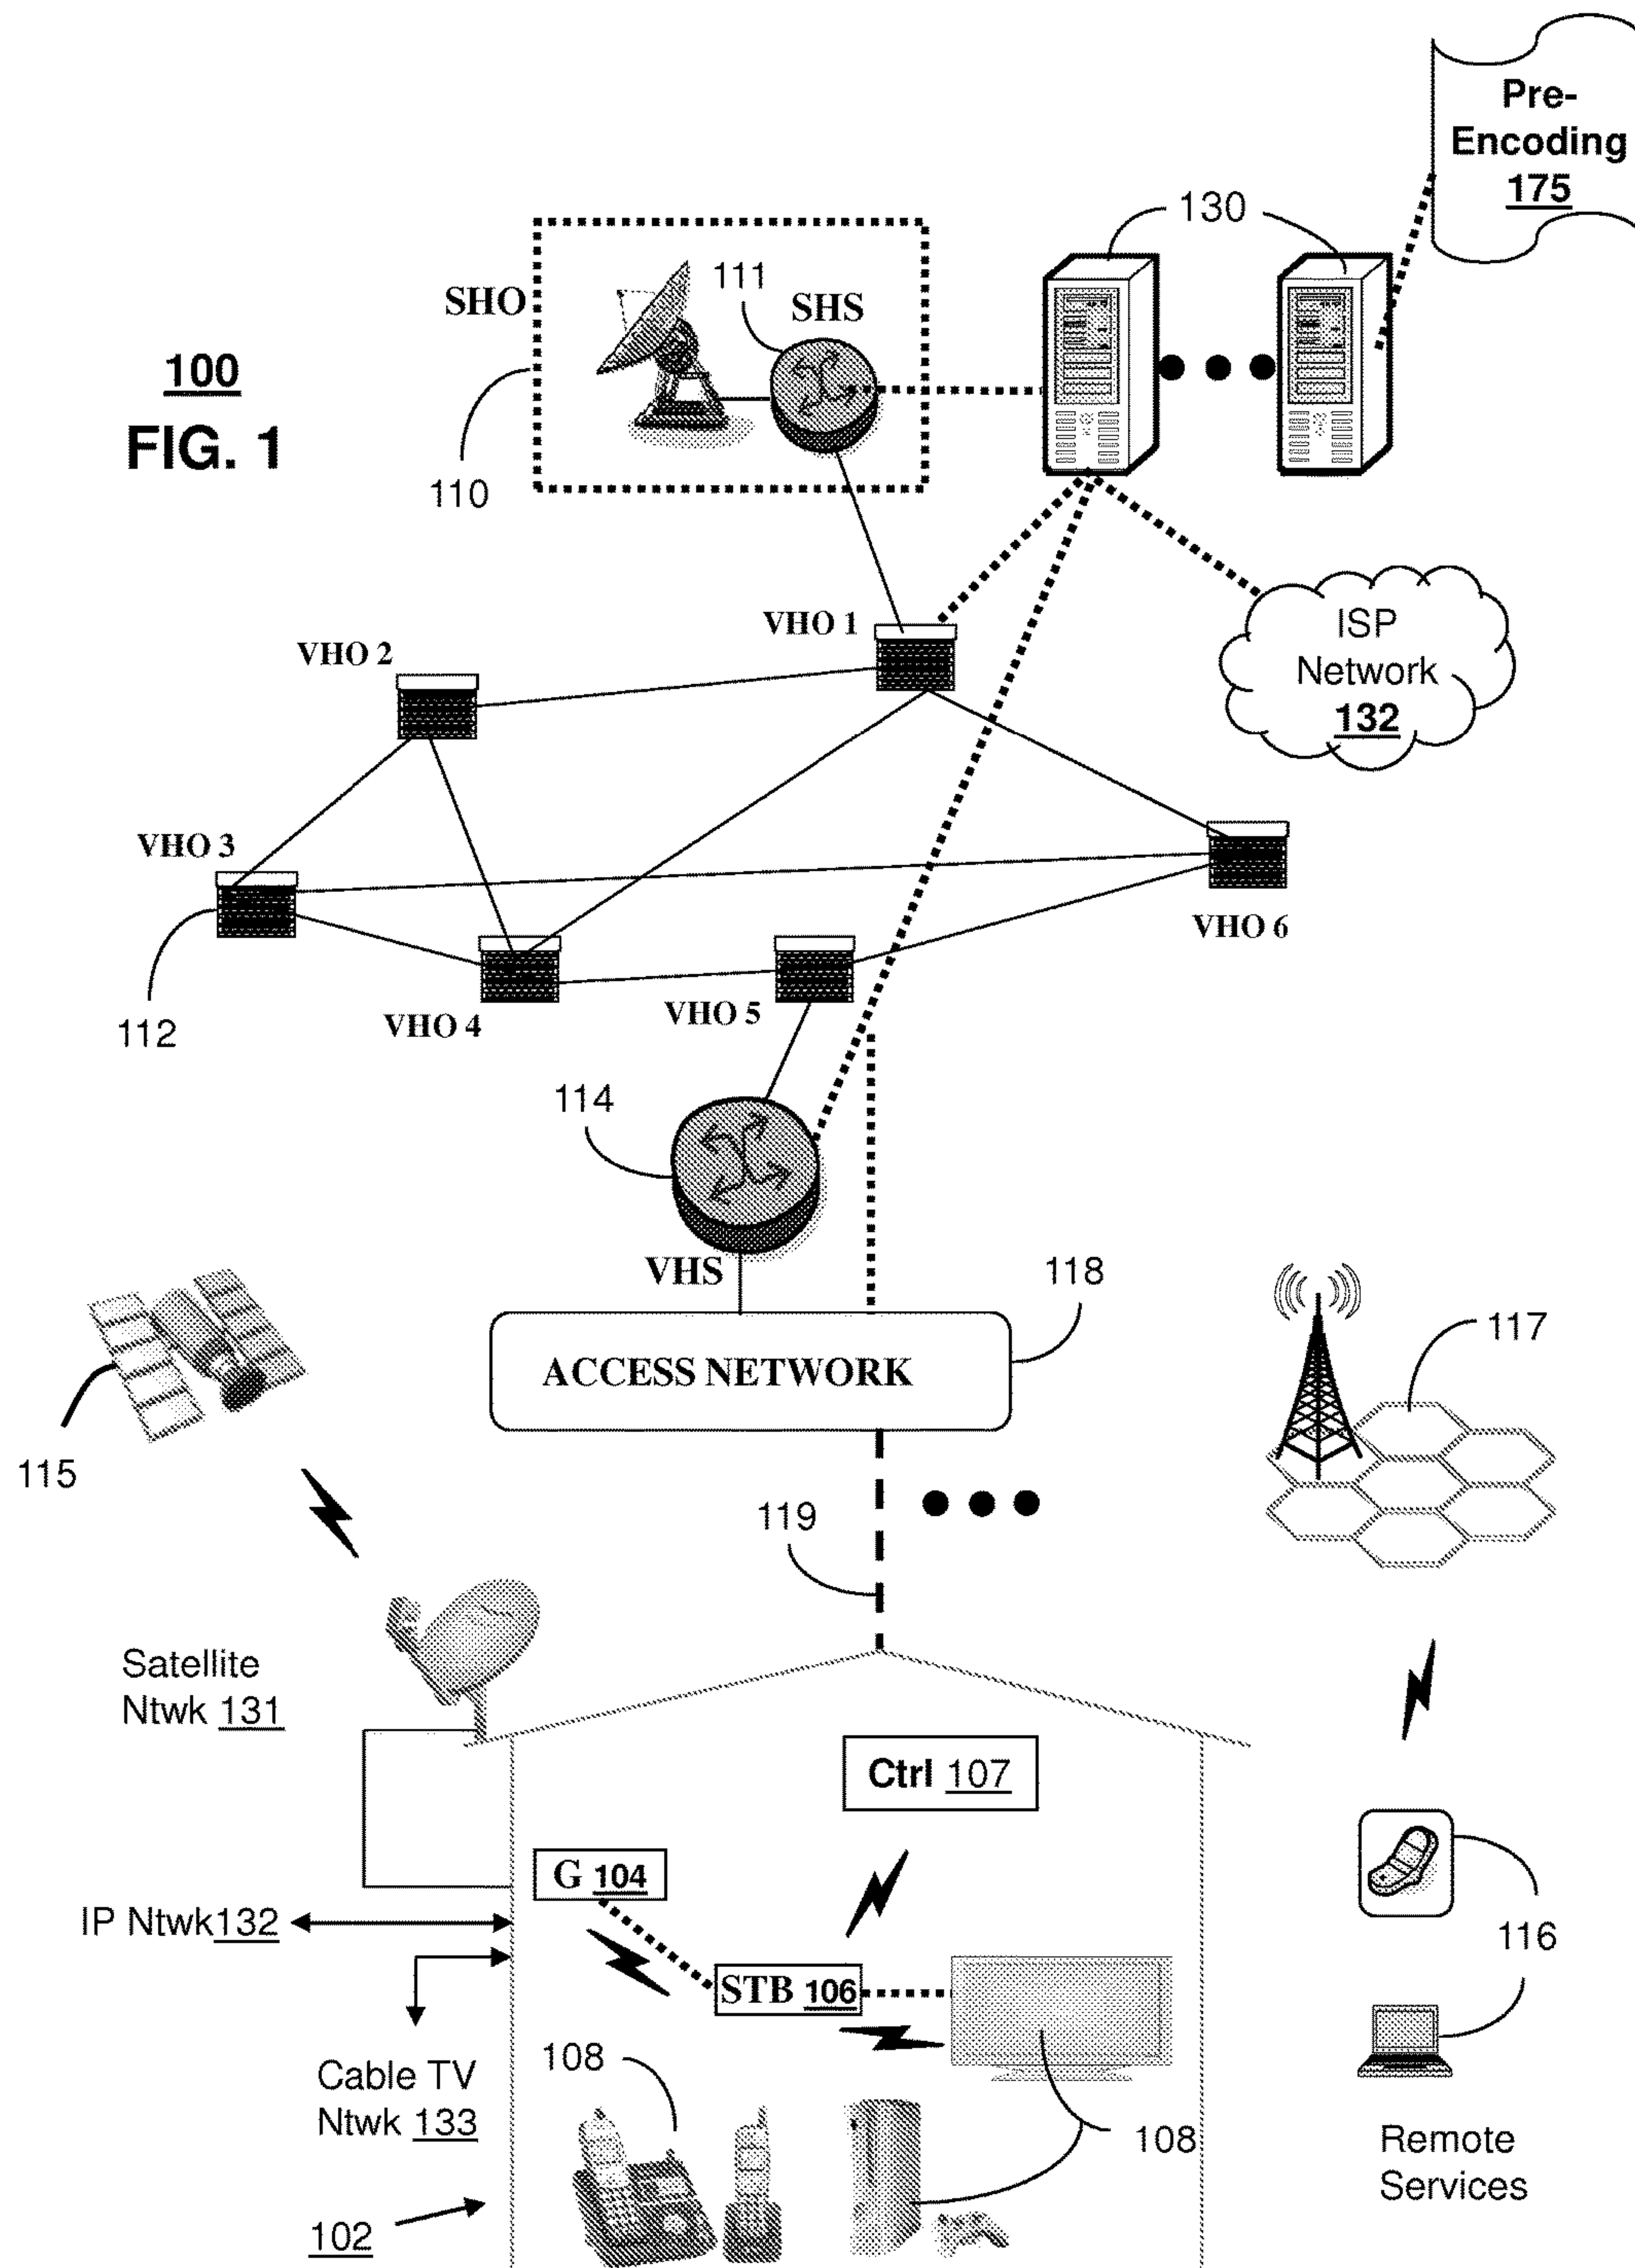 Pre-
Encoding
175
130
111
SHO
SHS
100
FIG. 1
110
VHO 1
ISP
Network
132
VHO 2
VHO 3
VHO 6
112
VHO 4
VHO 5
114
VHS
118
117
ACCESS NETWORK
115
119
Satellite
Ntwk 131
Ctrl 107
G 104
IP Ntwk132
116
STB 106
108
Cable TV
Ntwk 133
108
Remote
Services
102